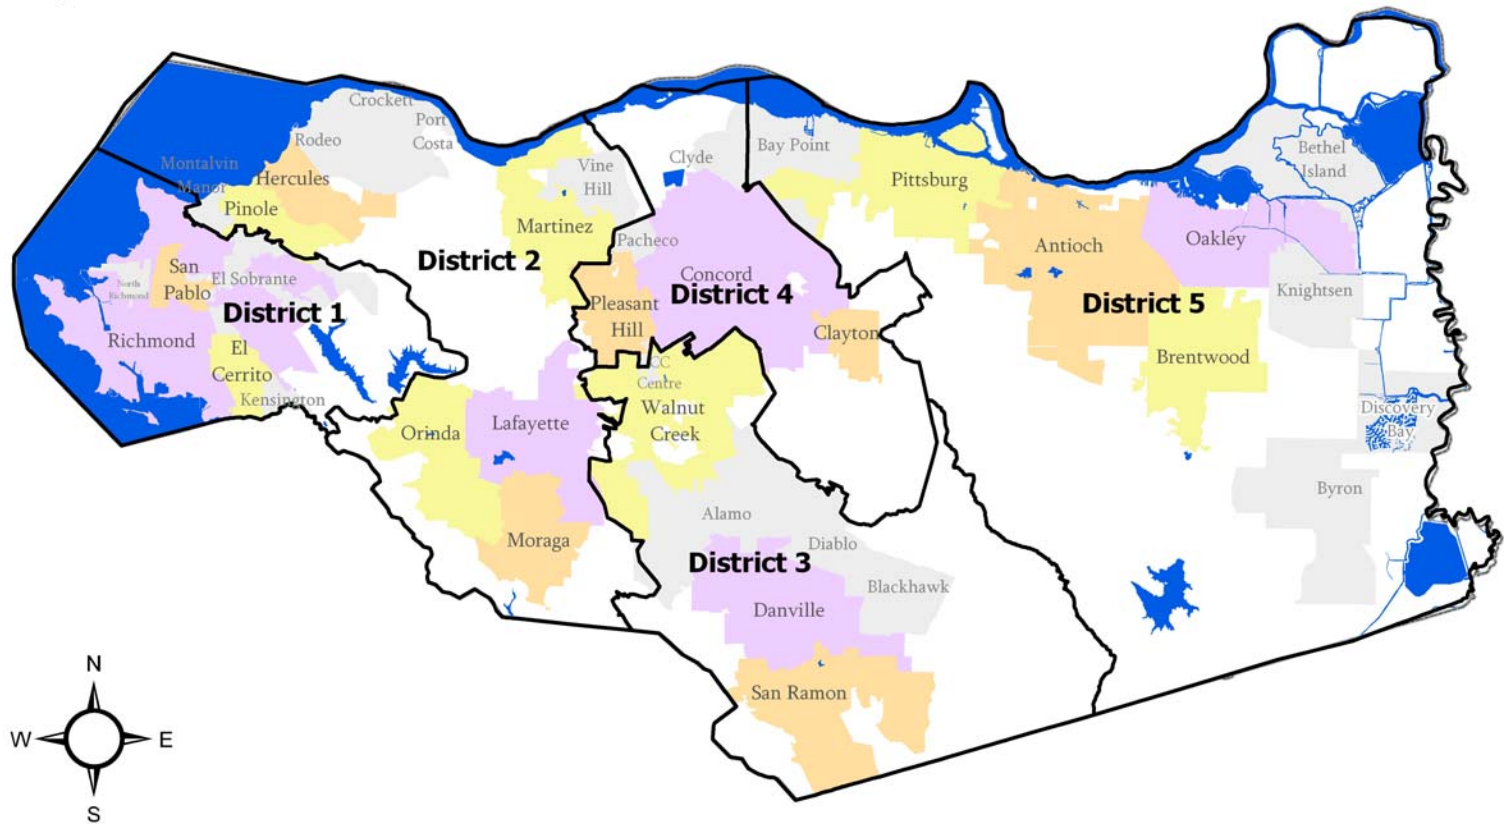 Crockett
Port
Costa
Rodeo
Montalvin
Manor
Hercules
Pinole
Vine
Hill
Martinez
Clyde
Bay Point
Pittsburg
Bethel
Island
Pacheco
District 2
San
Pablo
El Sobrante
North
Richmond
District 1
Richmond
El
Cerrito
Kensington
Concord
District 4
Pleasant
Hill
Clayton
Antioch
Oakley
Knightsen
District 5
Brentwood
CC
Centre
Walnut
Creek
Orinda
Lafayette
Moraga
Discovery
Bay
Byron
Alamo
Diablo
District 3
Blackhawk
Danville
San Ramon
N
W
E
S